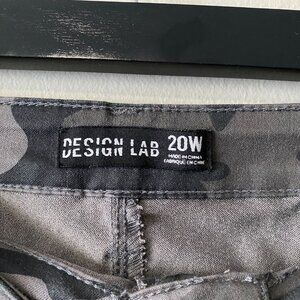 DESIGN LAB 20W
MADE IN CHINA
FABRIQUÉ EN CHINE